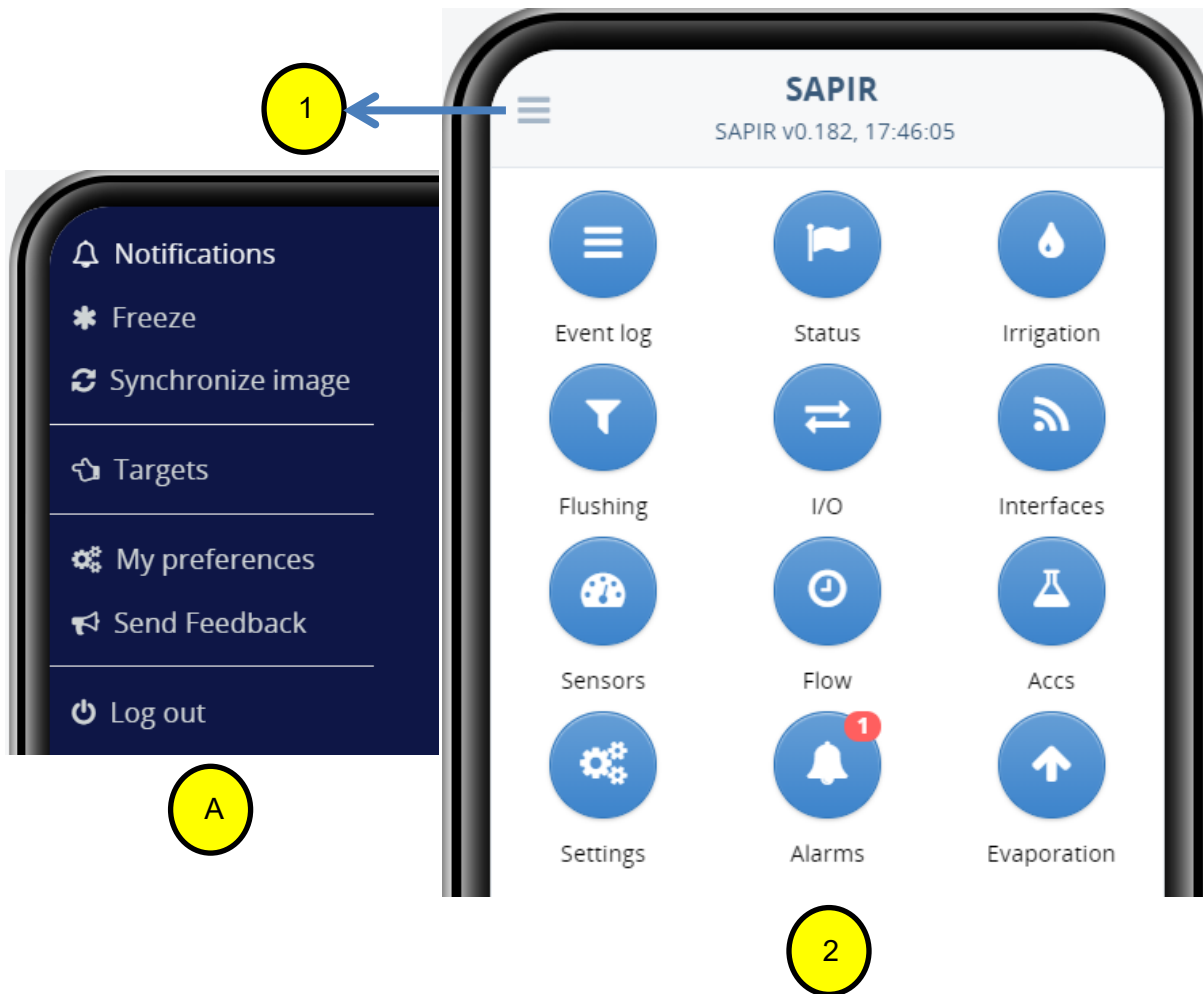 1
SAPIR
SAPIR v0.182, 17:46:05
Notifications
Freeze
Synchronize image
Targets
My preferences
Send Feedback
Log out
A
Event log Status Irrigation
Flushing I/O Interfaces
Sensors Flow Accs
1
Settings Alarms Evaporation
2